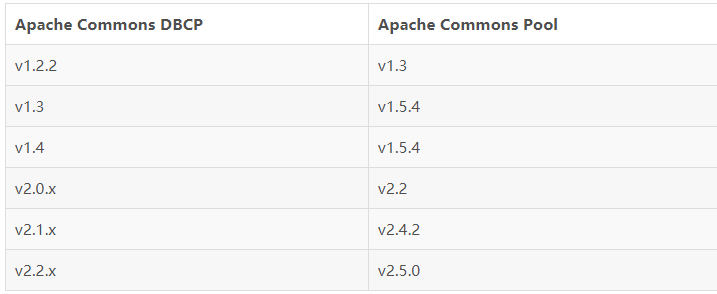 Apache Commons DBCP Apache Commons Pool
v1.2.2 v1.3
v1.3 v1.5.4
v1.4 v1.5.4
v2.0.x v2.2
v2.1.x v2.4.2
v2.2.x v2.5.0